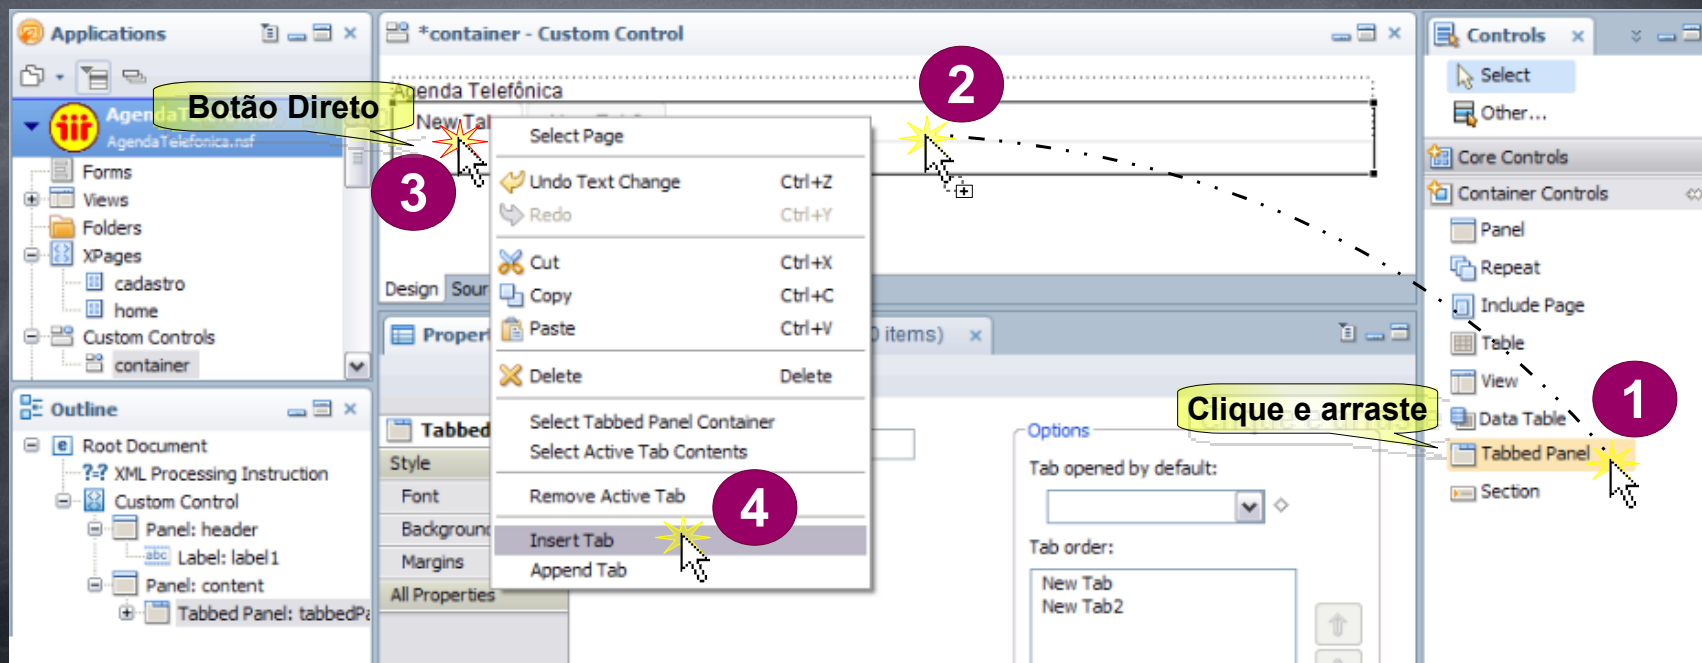 Applications
AgendaTelefonica.nsf
Forms
Views
Folders
XPages
cadastro
home
Custom Controls
container
Outline
Root Document
?-? XML Processing Instruction
Custom Control
Panel: header
abc Label: label1
Panel: content
Tabbed Panel: tabbedPa
*container - Custom Control
Botão Direto
Agenda Telefônica
New Tab
2
3
Select Page
Undo Text Change Ctrl+Z
Redo Ctrl+Y
Cut Ctrl+X
Copy Ctrl+C
Paste Ctrl+V
Delete Delete
Select Tabbed Panel Container
Select Active Tab Contents
Remove Active Tab
4
Insert Tab
Append Tab
Design Sour
Propert
0 items)
Tabbed
Style
Font
Background
Margins
All Properties
Options
Tab opened by default:
Tab order:
New Tab
New Tab2
Controls
Select
Other...
Core Controls
Container Controls
Panel
Repeat
Include Page
Table
View
1
Clique e arraste
Data Table
Tabbed Panel
Section